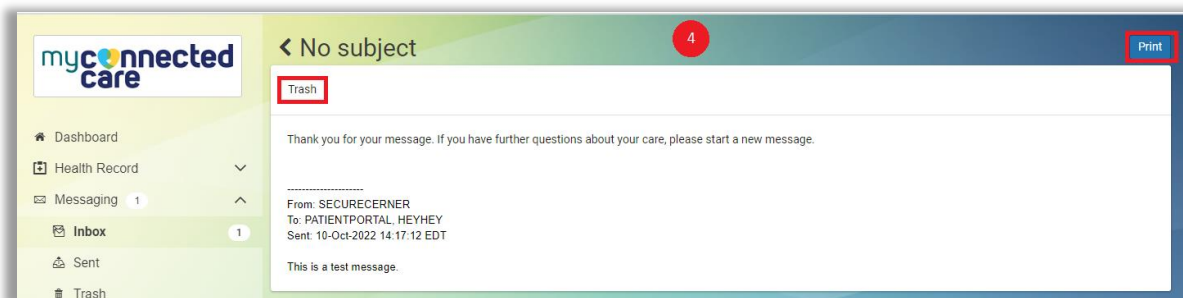 myconnected
care
Dashboard
Health Record
Messaging 1
Inbox 1
Sent
Trash
No subject
4
Print
Trash
Thank you for your message. If you have further questions about your care, please start a new message.
---------------------
From: SECURECERNER
To: PATIENTPORTAL, HEYHEY
Sent: 10-Oct-2022 14:17:12 EDT
This is a test message.